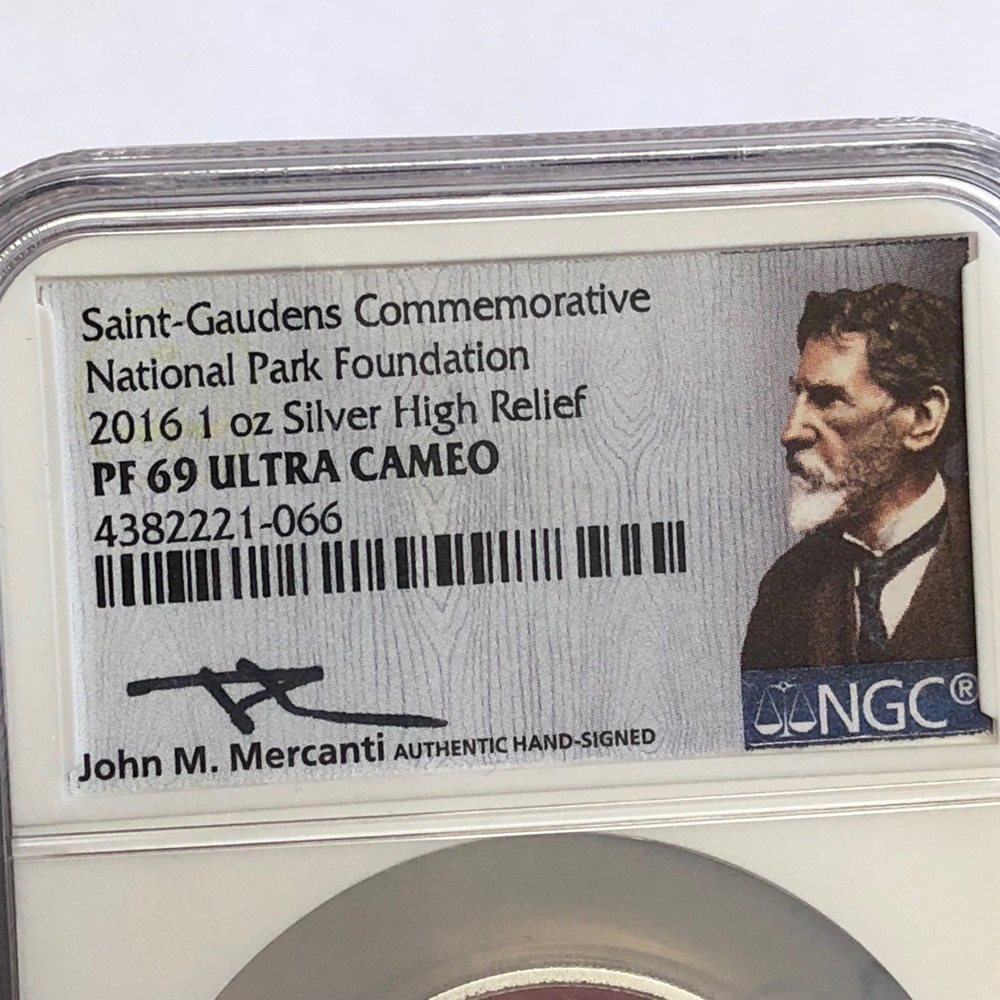 Saint-Gaudens Commemorative
National Park Foundation
2016 1 oz Silver High Relief
PF 69 ULTRA CAMEO
4382221-066
John M. Mercanti AUTHENTIC HAND-SIGNED
NGC®